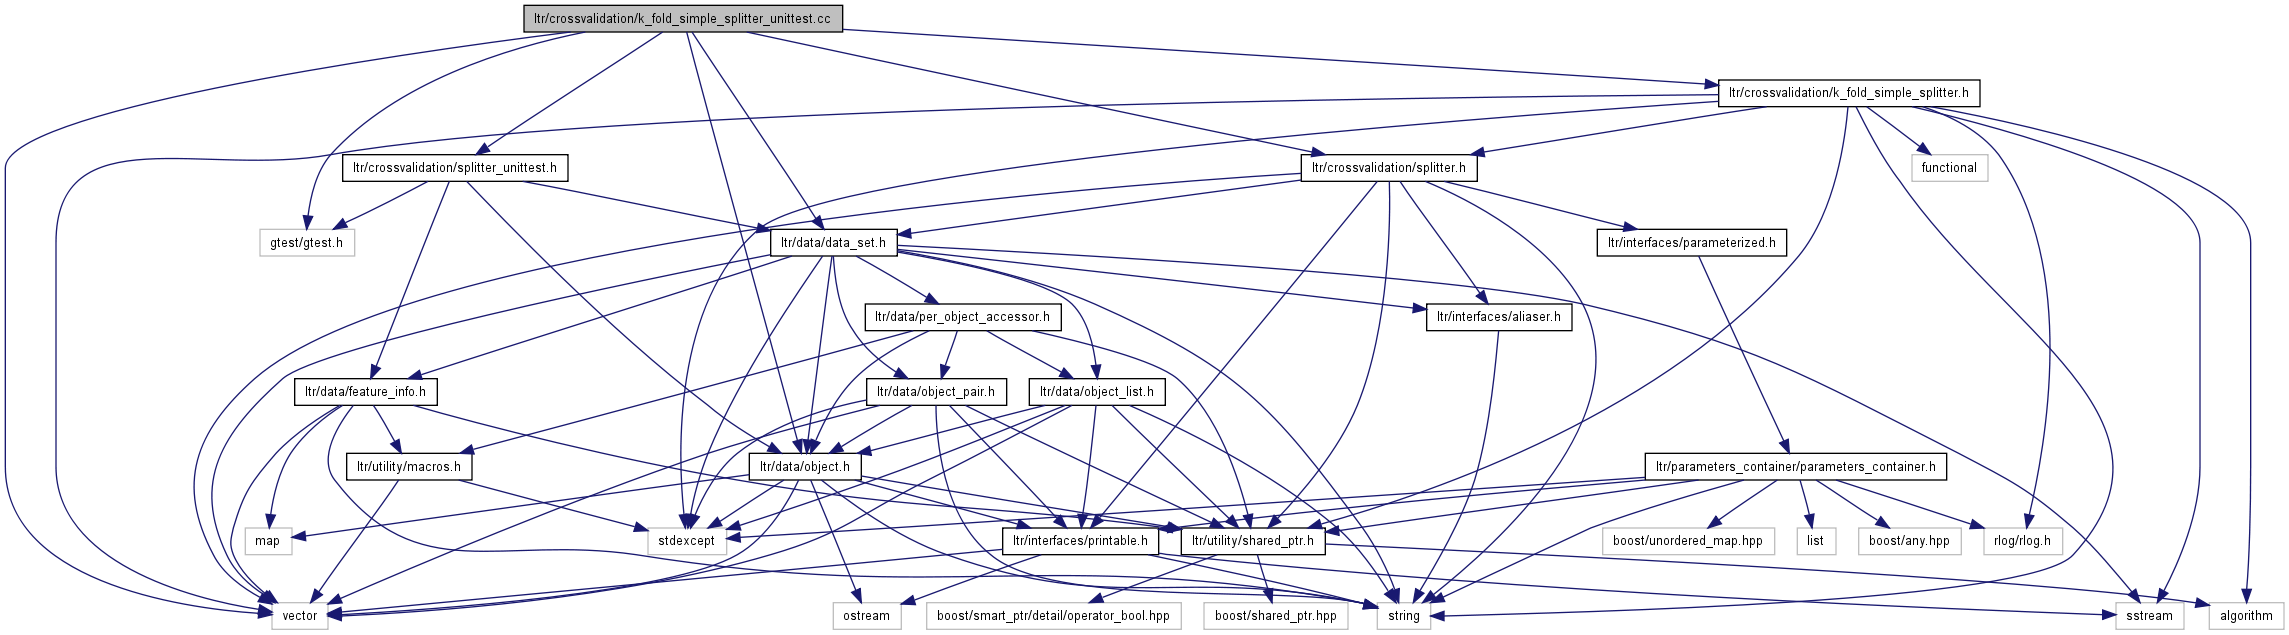 ltr/crossvalidation/k_fold_simple_splitter_unittest.cc
ltr/crossvalidation/k_fold_simple_splitter.h
ltr/crossvalidation/splitter_unittest.h
ltr/crossvalidation/splitter.h
functional
gtest/gtest.h
ltr/data/data_set.h
ltr/interfaces/parameterized.h
ltr/data/per_object_accessor.h
ltr/interfaces/aliaser.h
ltr/data/feature_info.h
ltr/data/object_pair.h
ltr/data/object_list.h
ltr/utility/macros.h
ltr/data/object.h
ltr/parameters_container/parameters_container.h
map
stdexcept
ltr/interfaces/printable.h
ltr/utility/shared_ptr.h
boost/unordered_map.hpp
list
boost/any.hpp
rlog/rlog.h
vector
ostream
boost/smart_ptr/detail/operator_bool.hpp
boost/shared_ptr.hpp
string
sstream
algorithm